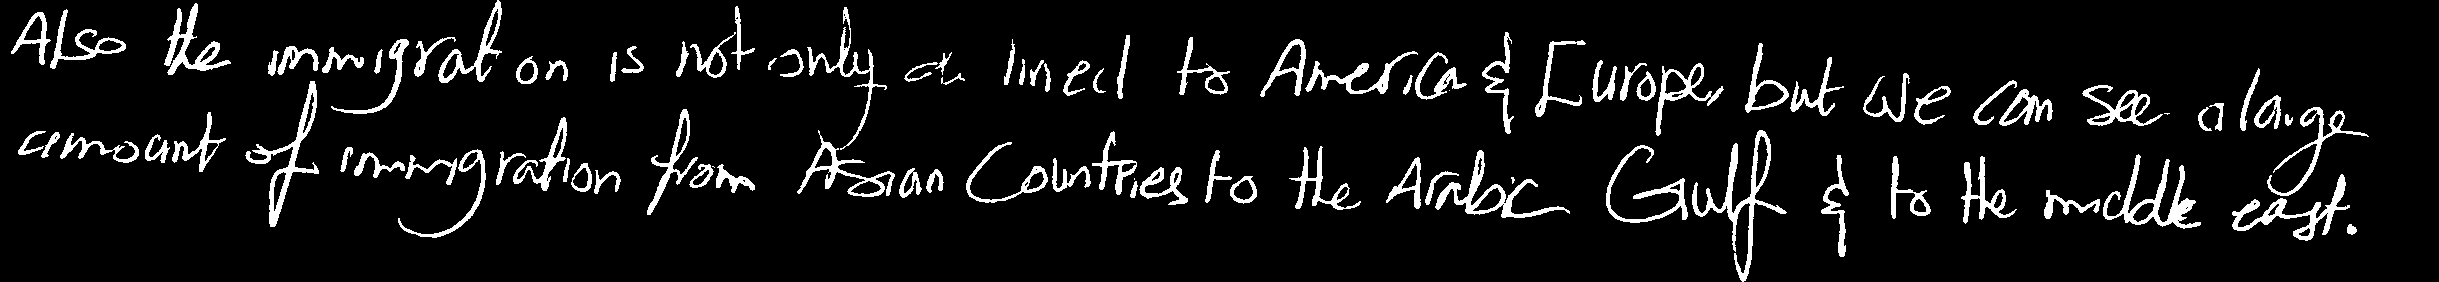 Also the immigration is not only lined to America & Europe, but we can see a large
amount of immigration from Asian Countries to the Arabic Gulf & to the middle east.